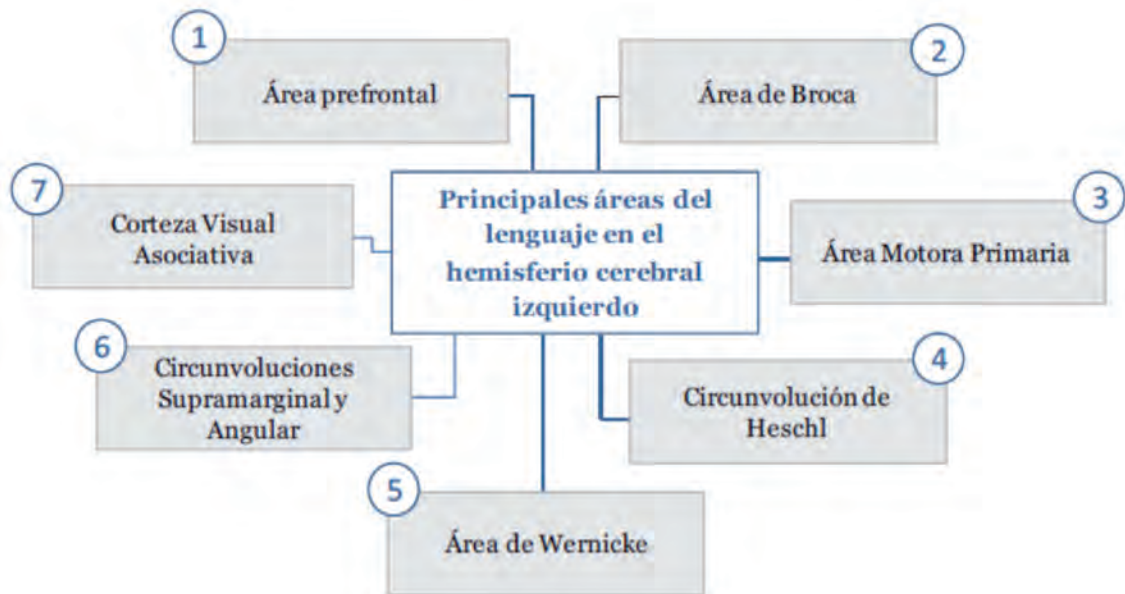 1
Área prefrontal
2
Área de Broca
Principales áreas del
lenguaje en el
hemisferio cerebral
izquierdo
3
Área Motora Primaria
4
Circunvolución de
Heschl
5
Área de Wernicke
6
Circunvoluciones
Supramarginal y
Angular
7
Corteza Visual
Asociativa